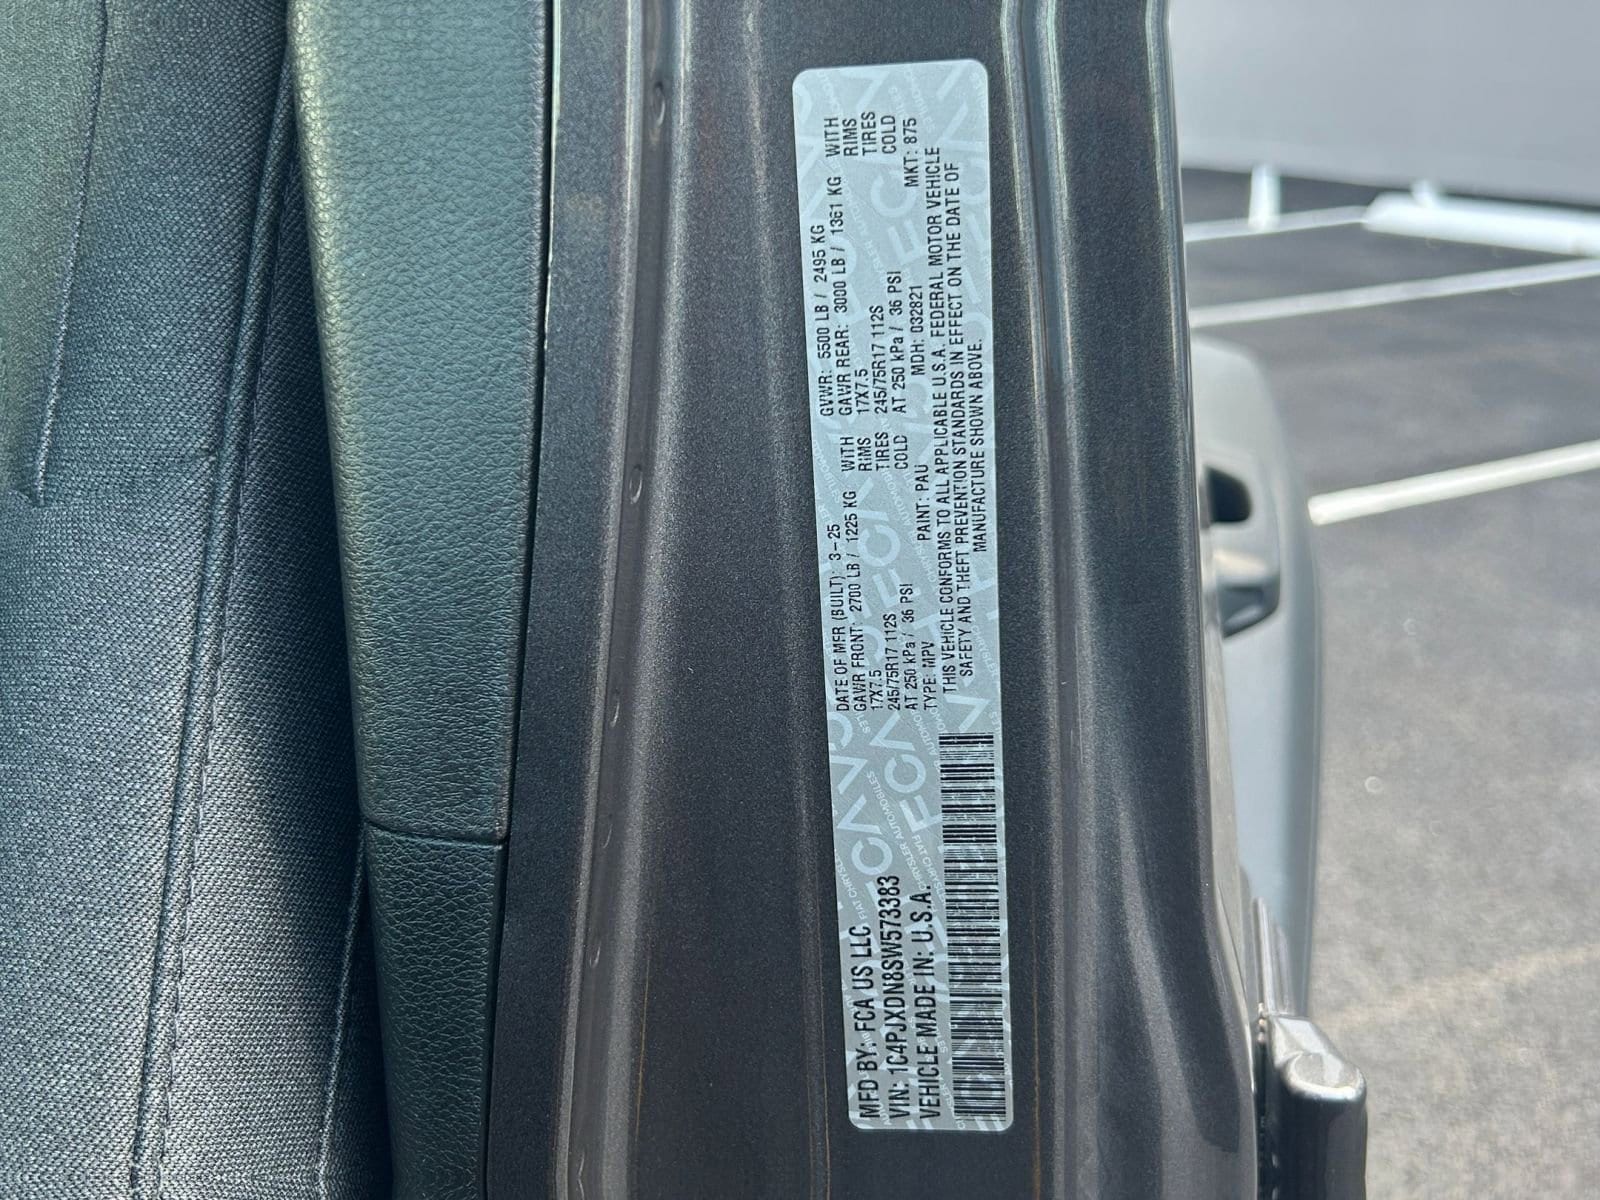 MFD BY: FCA US LLC
VIN: 1C4PJXDN8SW573383
VEHICLE MADE IN: U.S.A.
DATE OF MFR (BUILT): 3-25 GVWR: 5500 LB / 2495 KG
GAWR FRONT: 2700 LB / 1225 KG WITH GAWR REAR: 3000 LB / 1361 KG WITH
17X7.5 RIMS 17X7.5 RIMS
245/75R17 112S TIRES 245/75R17 112S TIRES
AT 250 kPa / 36 PSI COLD AT 250 kPa / 36 PSI COLD
TYPE: MPV PAINT: PAU MDH: 032821 MKT: 875
THIS VEHICLE CONFORMS TO ALL APPLICABLE U.S.A. FEDERAL MOTOR VEHICLE
SAFETY AND THEFT PREVENTION STANDARDS IN EFFECT ON THE DATE OF
MANUFACTURE SHOWN ABOVE.